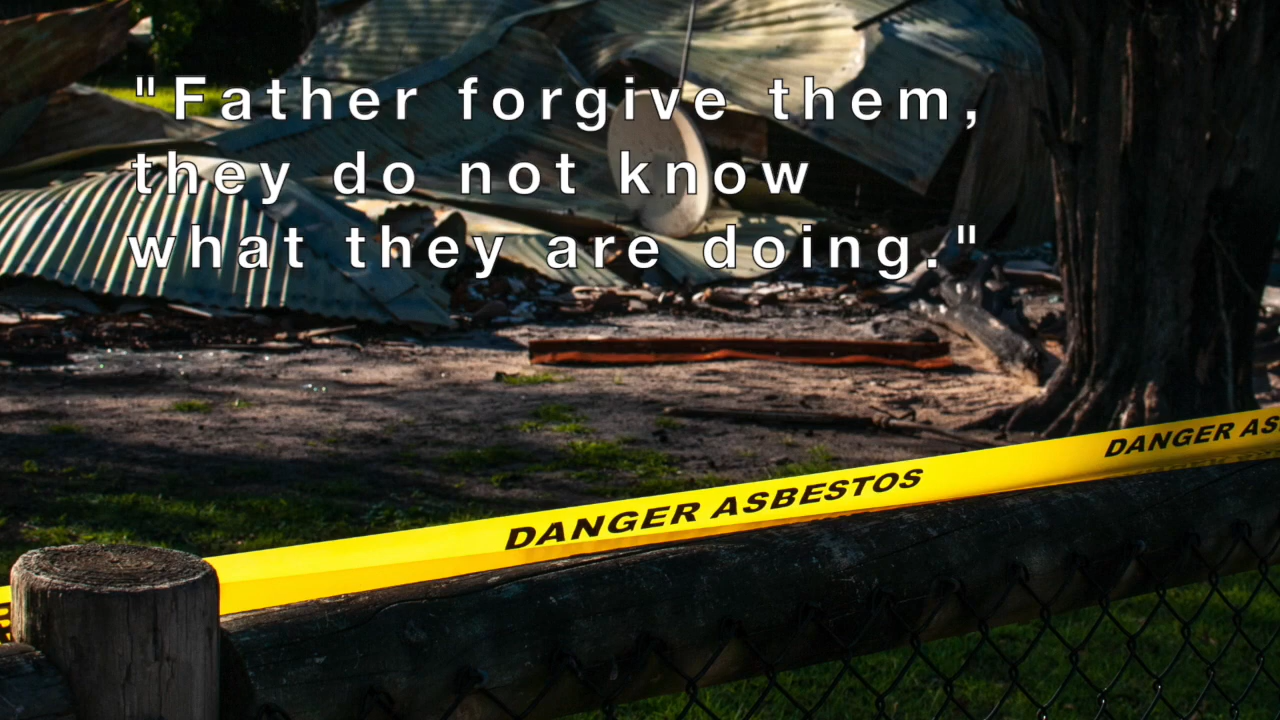 "Father forgive them,
they do not know
what they are doing."
DANGER ASBESTOS
DANGER AS